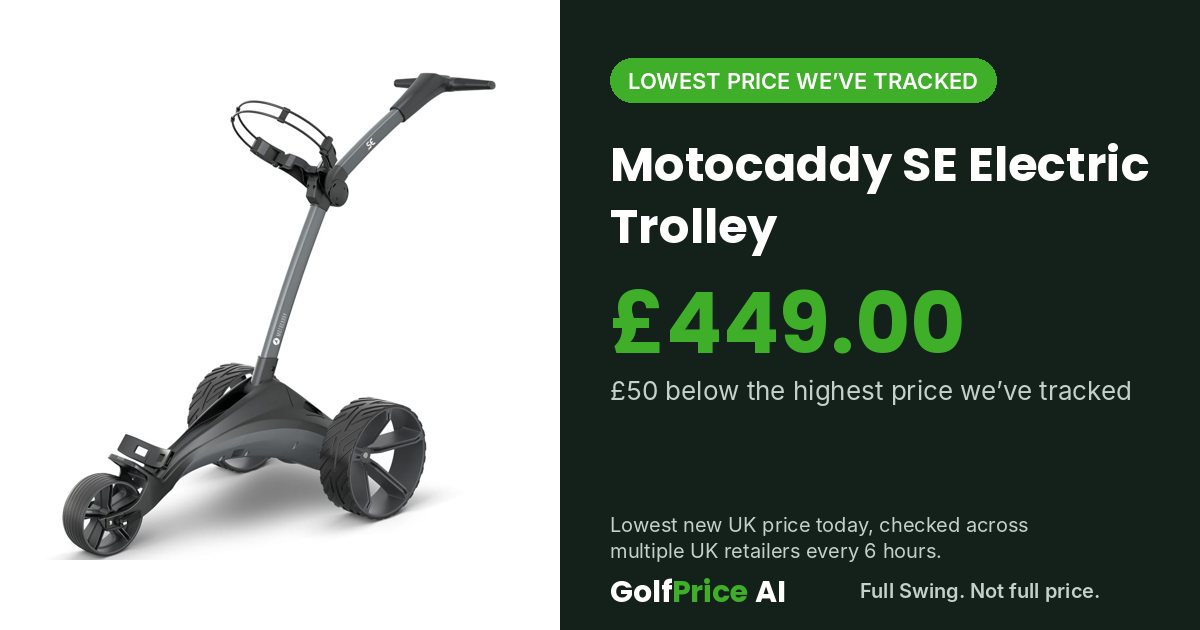 SE
MOTOCADDY
LOWEST PRICE WE’VE TRACKED
Motocaddy SE Electric
Trolley
£449.00
£50 below the highest price we’ve tracked
Lowest new UK price today, checked across
multiple UK retailers every 6 hours.
GolfPrice AI
Full Swing. Not full price.